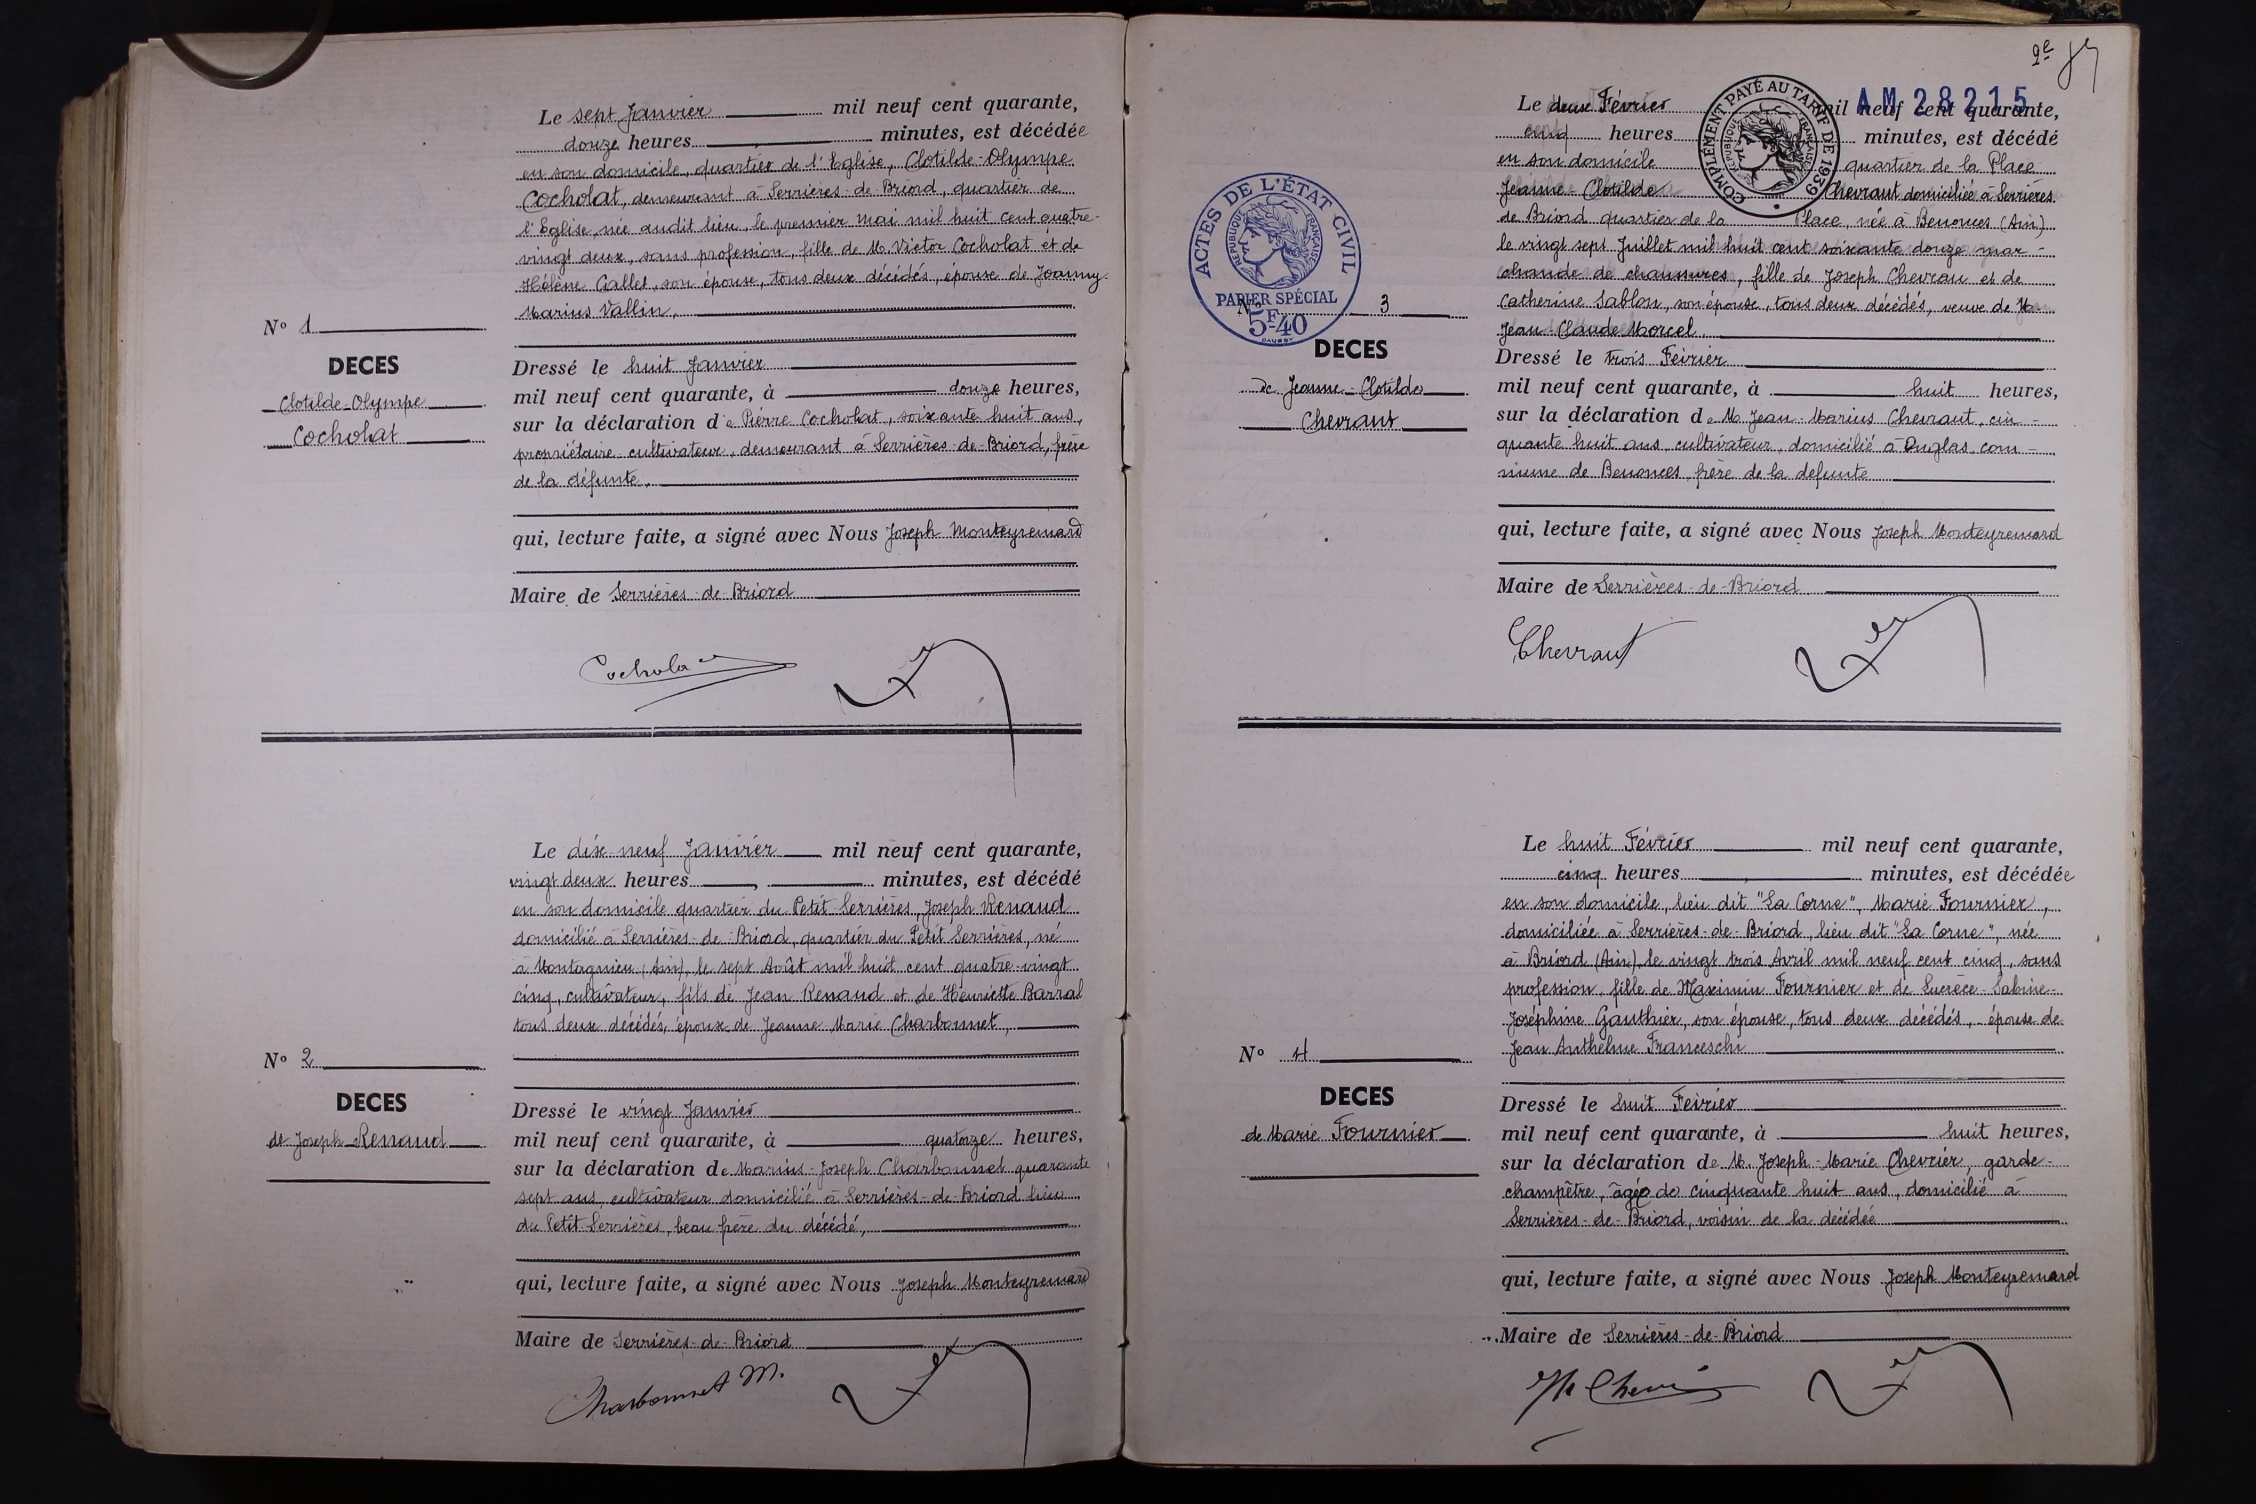 Le sept Janvier mil neuf cent quarante,
douze heures minutes, est décédée
en son domicile, quartier de l'Eglise, Clotilde-Olympe
Cocholat, demeurant à Serrières-de-Briord, quartier de
l'Eglise, née audit lieu, le premier mai mil huit cent quatre-
vingt deux, sans profession, fille de M. Victor Cocholat et de
Hélène Gallet, son épouse, tous deux décédés, épouse de Joanny-
Marius Vallin,
N° 1
DECES
Clotilde-Olympe
Cocholat
Dressé le huit Janvier
mil neuf cent quarante, à douze heures,
sur la déclaration de Pierre Cocholat, soixante huit ans,
propriétaire cultivateur, demeurant à Serrières-de-Briord, frère
de la défunte,
qui, lecture faite, a signé avec Nous Joseph Monteyremard
Maire de Serrières-de-Briord
Cocholat
Le dix neuf Janvier mil neuf cent quarante,
vingt deux heures minutes, est décédé
en son domicile quartier du Petit Serrières, Joseph Renaud
domicilié à Serrières-de-Briord, quartier du Petit Serrières, né
à Montagnieu (Ain), le sept Août mil huit cent quatre-vingt
cinq, cultivateur, fils de Jean Renaud et de Henriette Barral
tous deux décédés, époux de Jeanne Marie Charbonnet,
N° 2
DECES
de Joseph Renaud
Dressé le vingt Janvier
mil neuf cent quarante, à quatorze heures,
sur la déclaration de Marius-Joseph Charbonnet quarante
sept ans, cultivateur domicilié à Serrières-de-Briord lieu
du Petit Serrières, beau frère du décédé,
qui, lecture faite, a signé avec Nous Joseph Monteyremard
Maire de Serrières-de-Briord
Charbonnet M.
2e
AM 28215
COMPLÉMENT PAYÉ AU TARIF DE 1939
RÉPUBLIQUE FRANÇAISE
Le deux Février mil neuf cent quarante,
cinq heures minutes, est décédé
en son domicile quartier de la Place
Jeanne-Clotilde Chevraut domiciliée à Serrières
de Briord quartier de la Place, née à Benonces (Ain)
le vingt sept Juillet mil huit cent soixante douze mar-
chande de chaussures, fille de Joseph Chevrau et de
Catherine Sablon, son épouse, tous deux décédés, veuve de M
Jean-Claude Morcel
ACTES DE L'ÉTAT CIVIL
RÉPUBLIQUE FRANÇAISE
PAPIER SPÉCIAL
5F-40
N° 3
DECES
de Jeanne-Clotilde
Chevraut
Dressé le trois Février
mil neuf cent quarante, à huit heures,
sur la déclaration de M. Jean-Marius Chevraut, cin-
quante huit ans, cultivateur, domicilié à Onglas, com-
mune de Benonces, frère de la défunte
qui, lecture faite, a signé avec Nous Joseph Monteyremard
Maire de Serrières-de-Briord
Chevraut
Le huit Février mil neuf cent quarante,
cinq heures minutes, est décédée
en son domicile, lieu dit "La Corne", Marie Fournier,
domiciliée à Serrières-de-Briord, lieu dit "La Corne", née
à Briord (Ain), le vingt trois Avril mil neuf cent cinq, sans
profession, fille de Maximin Fournier et de Lucrèce-Sabine-
Joséphine Gauthier, son épouse, tous deux décédés, épouse de
Jean Anthelme Franceschi
N° 4
DECES
de Marie Fournier
Dressé le huit Février
mil neuf cent quarante, à huit heures,
sur la déclaration de M. Joseph-Marie Chevrier, garde-
champêtre, âgée de cinquante huit ans, domicilié à
Serrières-de-Briord, voisin de la décédée
qui, lecture faite, a signé avec Nous Joseph Monteyremard
Maire de Serrières-de-Briord